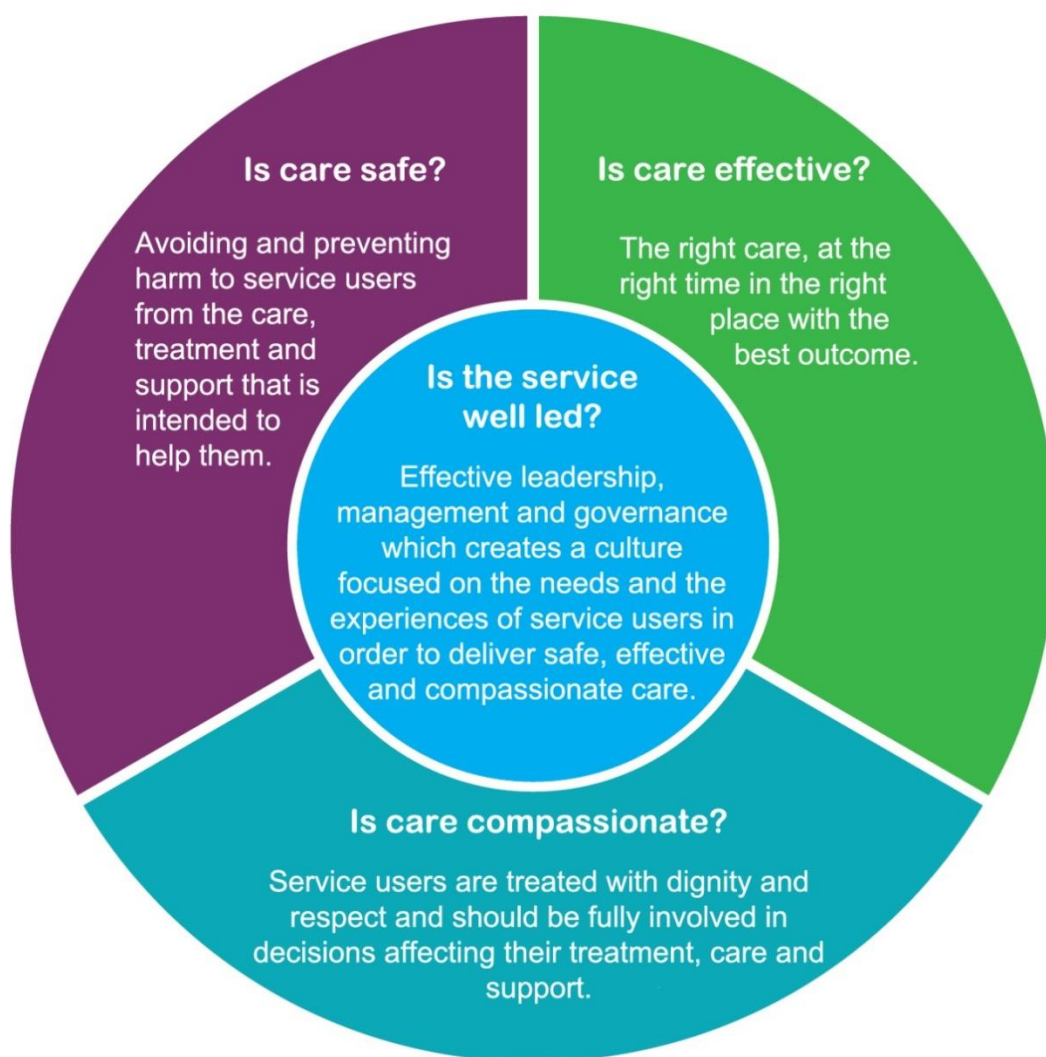 Is care safe?
Avoiding and preventing
harm to service users
from the care,
treatment and
support that is
intended to
help them.
Is care effective?
The right care, at the
right time in the right
place with the
best outcome.
Is the service
well led?
Effective leadership,
management and governance
which creates a culture
focused on the needs and the
experiences of service users in
order to deliver safe, effective
and compassionate care.
Is care compassionate?
Service users are treated with dignity and
respect and should be fully involved in
decisions affecting their treatment, care and
support.